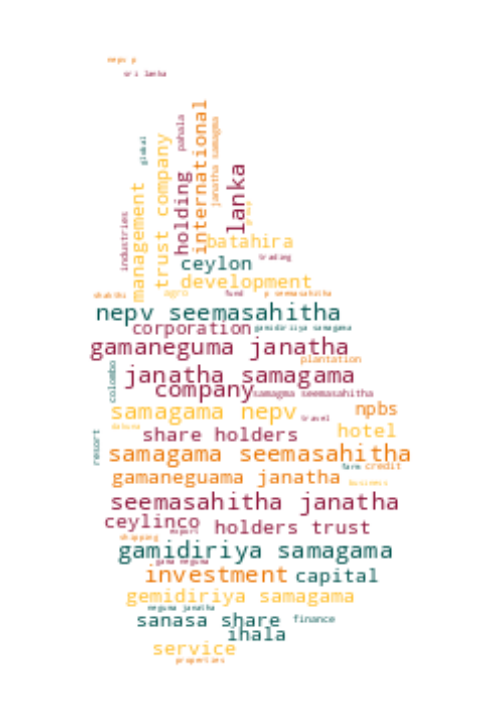 nepv p
sri lanka
global
pahala
international
janatha samagma
trust company
holding
lanka
management
industries
batahira
trading
ceylon
development
shakthi
agro
fund
p seemasahitha
nepv seemasahitha
corporation
gamidiriya samagama
gamaneguma janatha
plantation
colombo
janatha samagama
company
samagma seemasahitha
samagama nepv
npbs
travel
share holders
hotel
resort
samagama seemasahitha
farm
credit
gamaneguama janatha
business
seemasahitha janatha
ceylinco
export
holders trust
shipping
gamidiriya samagama
gama neguma
investment
capital
gemidiriya samagama
neguma janatha
sanasa share
finance
ihala
service
properties